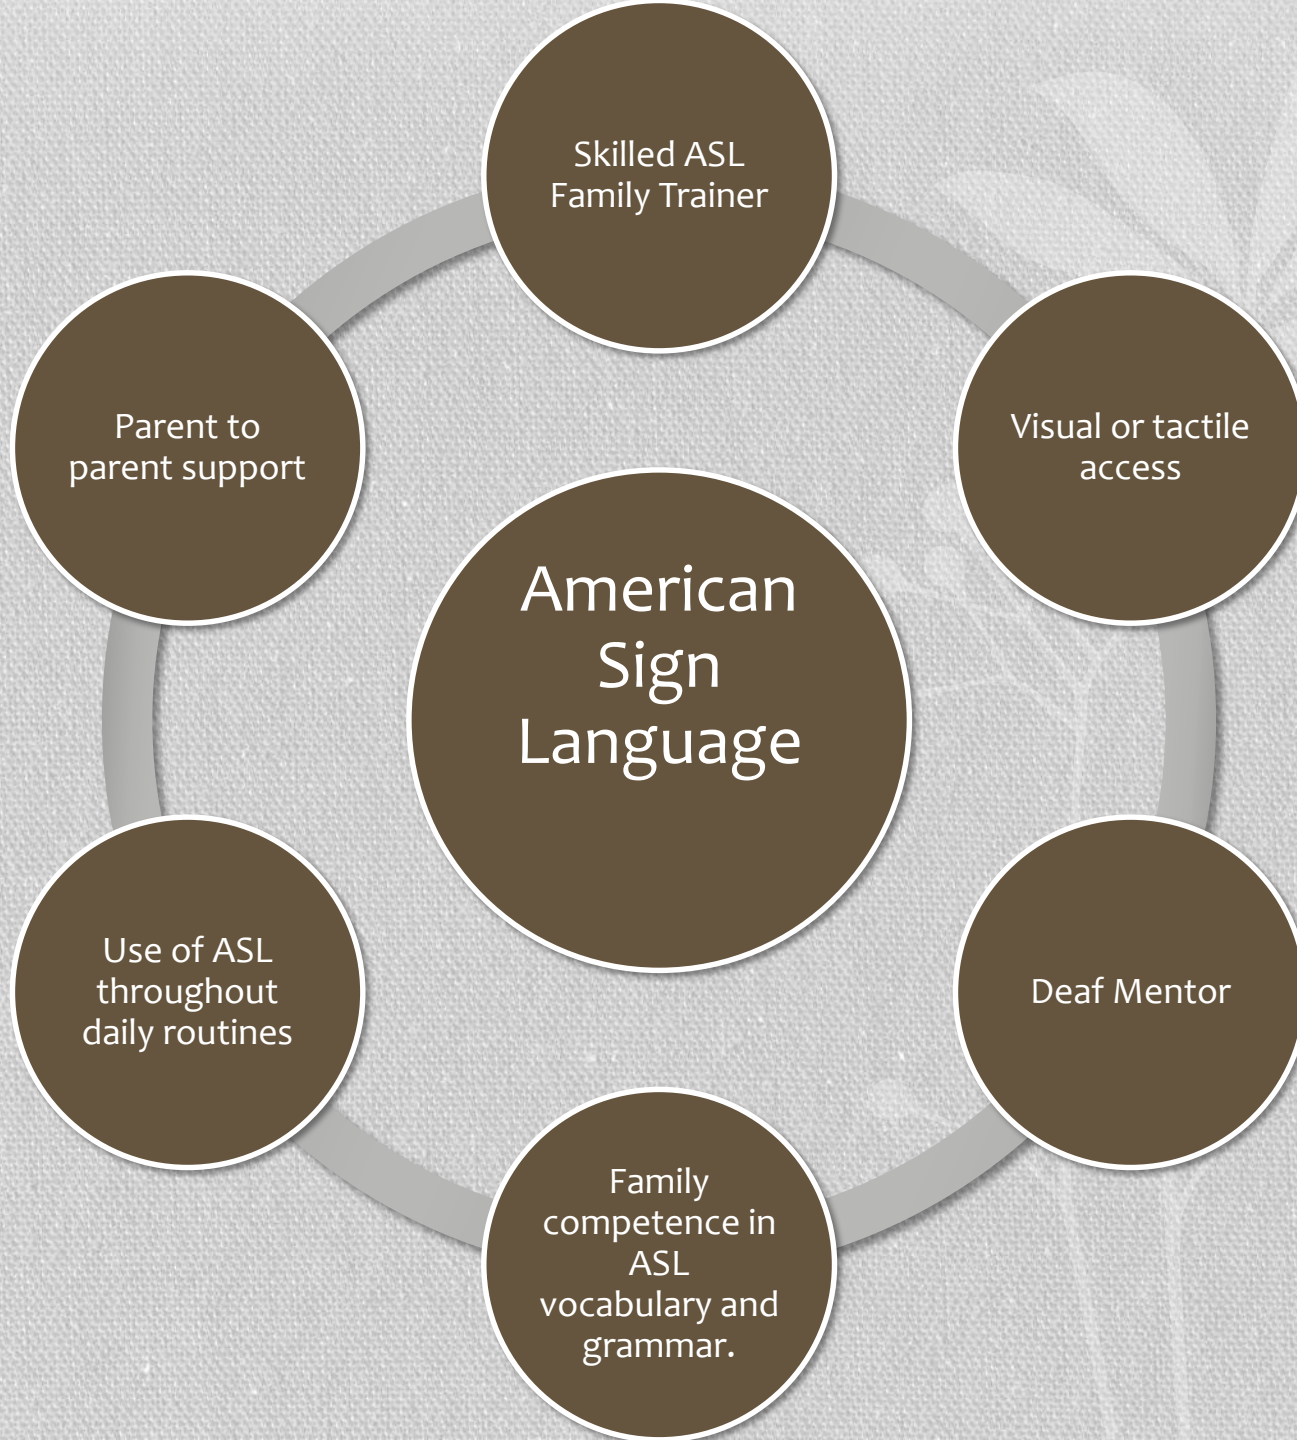 Skilled ASL
Family Trainer
Visual or tactile
access
Deaf Mentor
Family
competence in
ASL
vocabulary and
grammar.
Use of ASL
throughout
daily routines
Parent to
parent support
American
Sign
Language